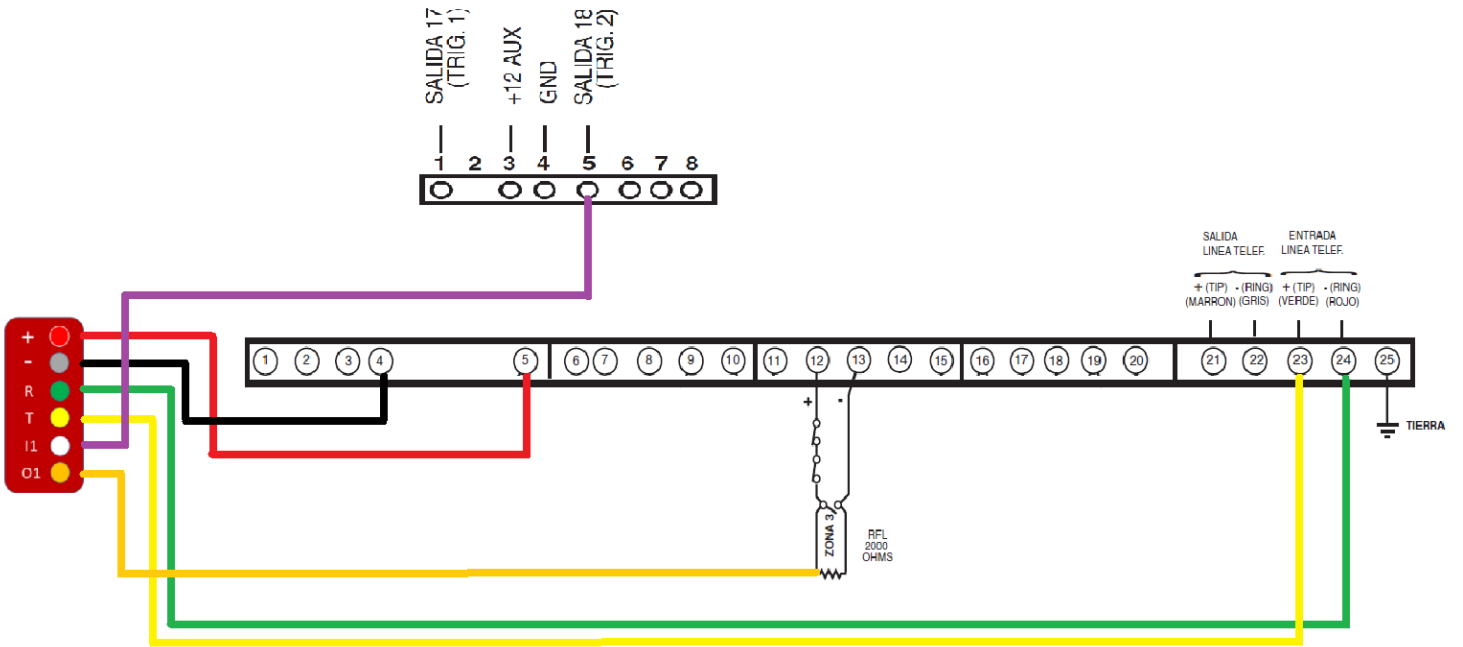 SALIDA 17
(TRIG. 1)
+12 AUX
GND
SALIDA 18
(TRIG. 2)
1 2 3 4 5 6 7 8
SALIDA
LINEA TELEF.
ENTRADA
LINEA TELEF.
+ (TIP) - (RING) + (TIP) - (RING)
(MARRON) (GRIS) (VERDE) (ROJO)
+
-
R
T
I1
O1
1 2 3 4 5 6 7 8 9 10 11 12 13 14 15 16 17 18 19 20 21 22 23 24 25
+ -
TIERRA
ZONA 3
RFL
2000
OHMS